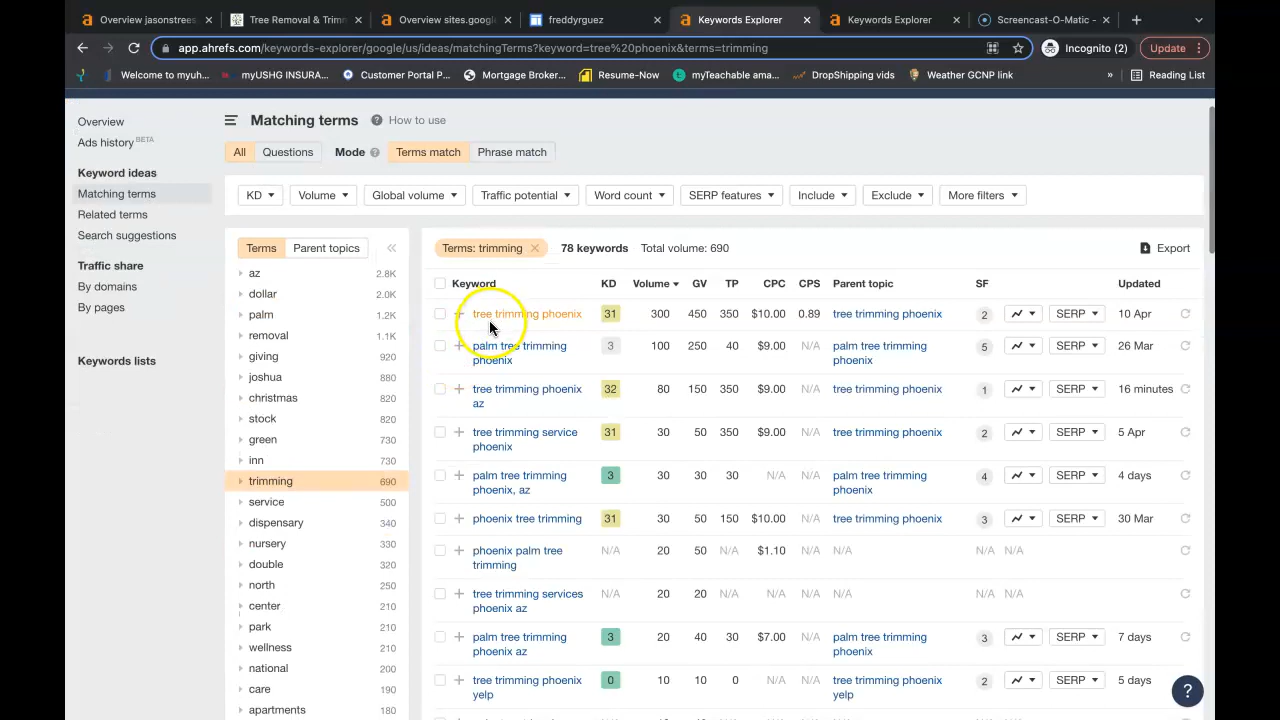 Overview jasonstrees
Tree Removal & Trimm
Overview sites.googl
freddyrguez
Keywords Explorer
Keywords Explorer
Screencast-O-Matic -
app.ahrefs.com/keywords-explorer/google/us/ideas/matchingTerms?keyword=tree%20phoenix&terms=trimming
Incognito (2)
Update
Welcome to myuh...
myUSHG INSURA...
Customer Portal P...
Mortgage Broker...
Resume-Now
myTeachable ama...
DropShipping vids
Weather GCNP link
»
Reading List
Overview
Ads history BETA
Keyword ideas
Matching terms
Related terms
Search suggestions
Traffic share
By domains
By pages
Keywords lists
Matching terms ? How to use
All Questions Mode ? Terms match Phrase match
KD Volume Global volume Traffic potential Word count SERP features Include Exclude More filters
Terms Parent topics «
az 2.8K
dollar 2.0K
palm 1.2K
removal 1.1K
giving 920
joshua 880
christmas 820
stock 820
green 730
inn 730
trimming 690
service 500
dispensary 340
nursery 330
double 320
north 250
center 210
park 210
wellness 210
national 200
care 190
apartments 190
Terms: trimming × 78 keywords Total volume: 690 Export
Keyword KD Volume GV TP CPC CPS Parent topic SF Updated
+ tree trimming phoenix 31 300 450 350 $10.00 0.89 tree trimming phoenix 2 SERP 10 Apr
+ palm tree trimming 3 100 250 40 $9.00 N/A palm tree trimming 5 SERP 26 Mar
phoenix phoenix
+ tree trimming phoenix 32 80 150 350 $9.00 N/A tree trimming phoenix 1 SERP 16 minutes
az
+ tree trimming service 31 30 50 350 $9.00 N/A tree trimming phoenix 2 SERP 5 Apr
phoenix
+ palm tree trimming 3 30 30 30 N/A N/A palm tree trimming 4 SERP 4 days
phoenix, az phoenix
+ phoenix tree trimming 31 30 50 150 $10.00 N/A tree trimming phoenix 3 SERP 30 Mar
+ phoenix palm tree N/A 20 50 N/A $1.10 N/A N/A N/A N/A
trimming
+ tree trimming services N/A 20 20 N/A N/A N/A N/A N/A N/A
phoenix az
+ palm tree trimming 3 20 40 30 $7.00 N/A palm tree trimming 3 SERP 7 days
phoenix az phoenix
+ tree trimming phoenix 0 10 10 0 N/A N/A tree trimming phoenix 2 SERP 5 days
yelp yelp
?